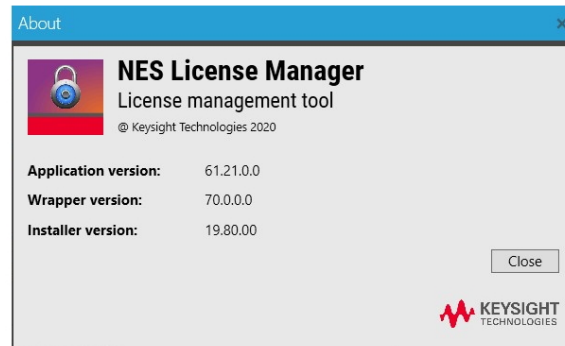 About
NES License Manager
License management tool
@ Keysight Technologies 2020
Application version: 61.21.0.0
Wrapper version: 70.0.0.0
Installer version: 19.80.00
Close
KEYSIGHT
TECHNOLOGIES